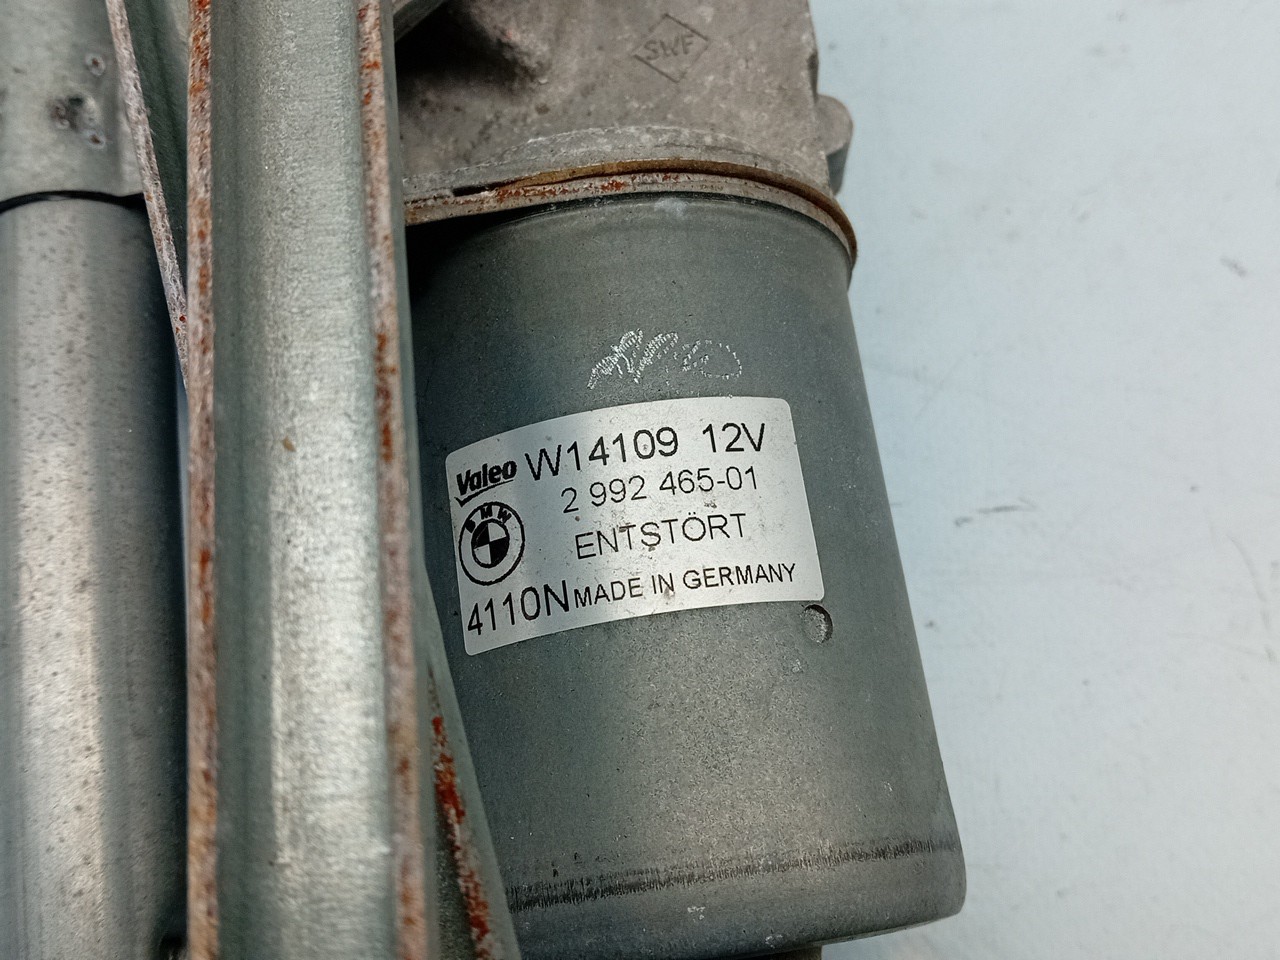 SWF
Valeo W14109 12V
2 992 465-01
BMW
ENTSTÖRT
4110N MADE IN GERMANY